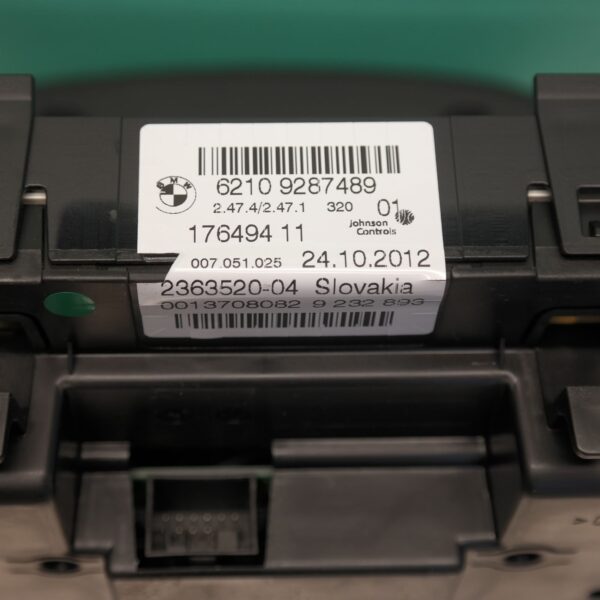 BMW
6210 9287489
2.47.4/2.47.1 320 01
176494 11 Johnson Controls
007.051.025 24.10.2012
2363520-04 Slovakia
0013708082 9 232 893